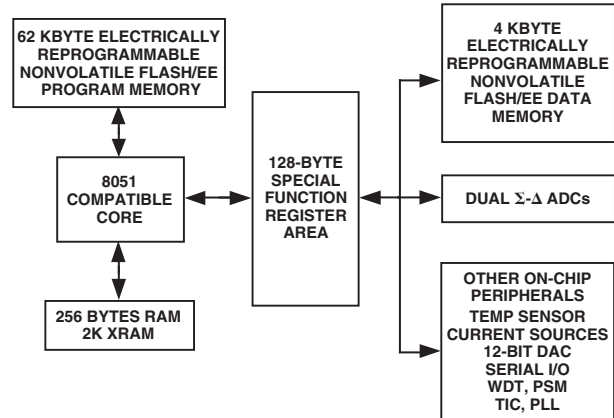 62 KBYTE ELECTRICALLY
REPROGRAMMABLE
NONVOLATILE FLASH/EE
PROGRAM MEMORY
8051
COMPATIBLE
CORE
256 BYTES RAM
2K XRAM
128-BYTE
SPECIAL
FUNCTION
REGISTER
AREA
4 KBYTE
ELECTRICALLY
REPROGRAMMABLE
NONVOLATILE
FLASH/EE DATA
MEMORY
DUAL Σ-Δ ADCs
OTHER ON-CHIP
PERIPHERALS
TEMP SENSOR
CURRENT SOURCES
12-BIT DAC
SERIAL I/O
WDT, PSM
TIC, PLL